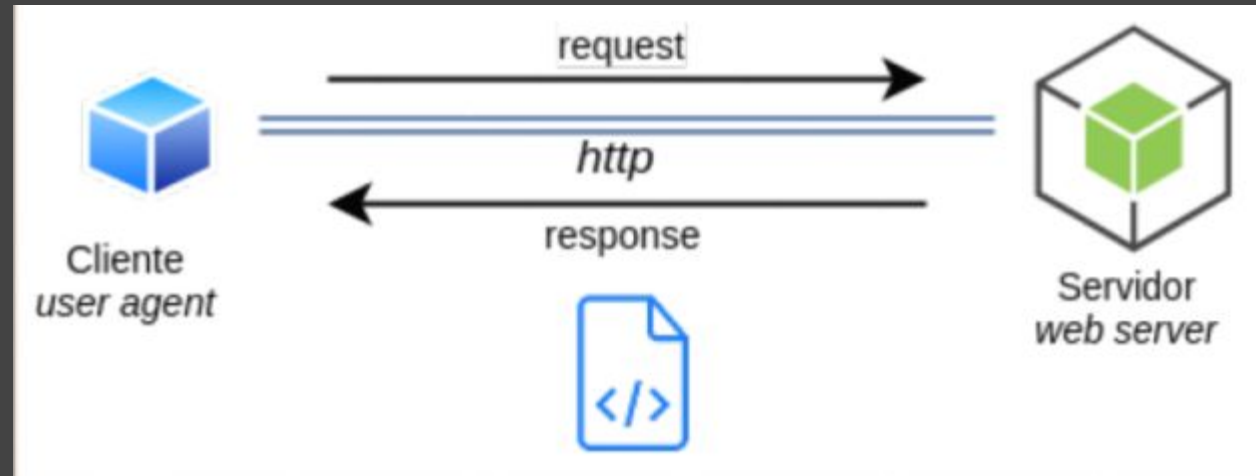 request
http
response
Cliente
user agent
Servidor
web server
</>